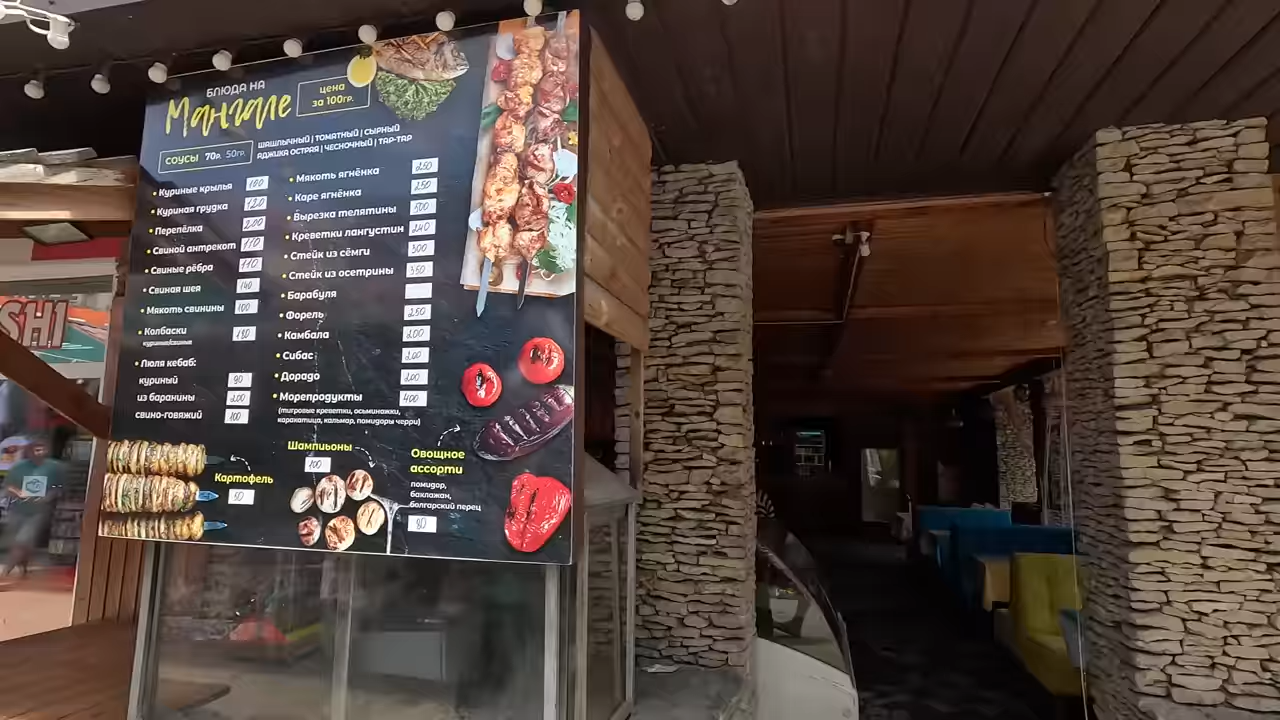 БЛЮДА НА
Мангале
цена
за 100гр.
СОУСЫ 70р. 50гр.
ШАШЛЫЧНЫЙ | ТОМАТНЫЙ | СЫРНЫЙ
АДЖИКА ОСТРАЯ | ЧЕСНОЧНЫЙ | ТАР-ТАР
• Куриные крылья 100
• Куриная грудка 120
• Перепёлка 200
• Свиной антрекот 110
• Свиные рёбра 110
• Свиная шея 140
• Мякоть свинины 100
• Колбаски 180
курица/свинья
• Люля кебаб:
куриный 90
из баранины 200
свино-говяжий 100
• Мякоть ягнёнка 250
• Каре ягнёнка 250
• Вырезка телятины 500
• Креветки лангустин 240
• Стейк из сёмги 300
• Стейк из осетрины 350
• Барабуля
• Форель 250
• Камбала 200
• Сибас 200
• Дорадо 200
• Морепродукты 400
(тигровые креветки, осьминожки,
каракатица, кальмар, помидоры черри)
Картофель
50
Шампиьоны
100
Овощное
ассорти
помидор,
баклажан,
болгарский перец
80
SHI